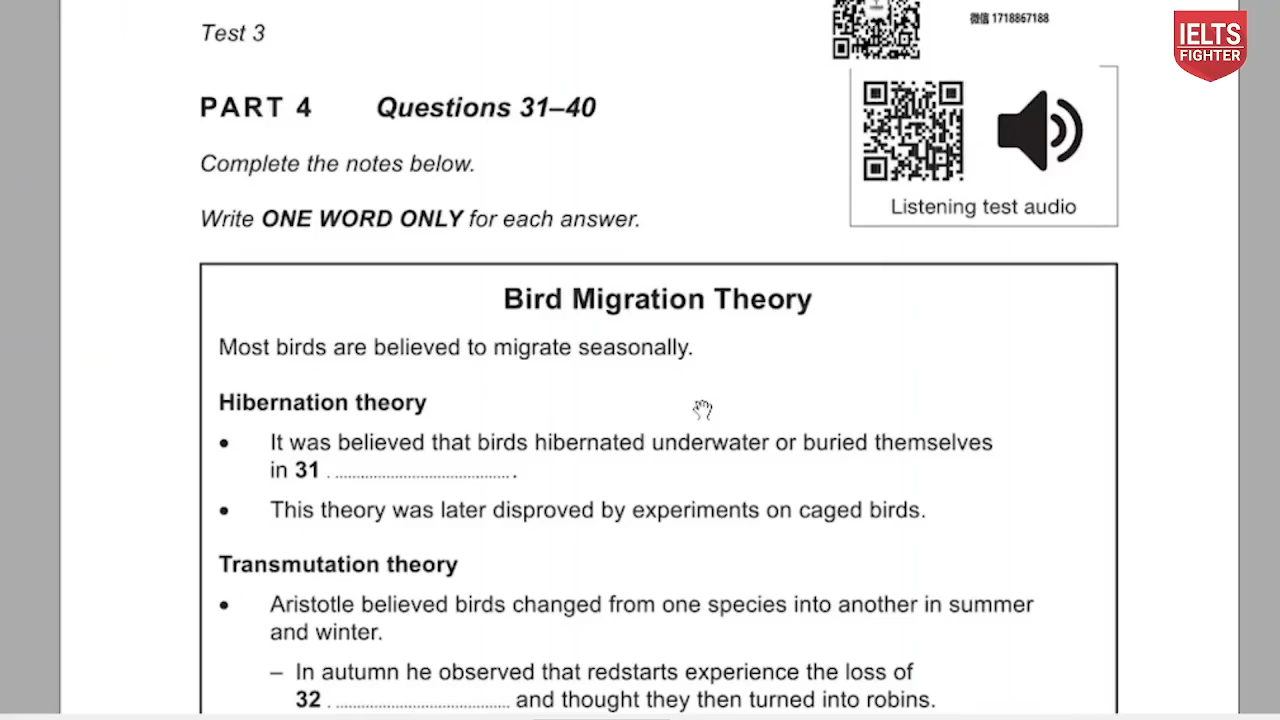 Test 3
微信 1718867188
IELTS
FIGHTER
PART 4 Questions 31–40
Complete the notes below.
Write ONE WORD ONLY for each answer.
Listening test audio
Bird Migration Theory
Most birds are believed to migrate seasonally.
Hibernation theory
• It was believed that birds hibernated underwater or buried themselves
in 31 .................................... .
• This theory was later disproved by experiments on caged birds.
Transmutation theory
• Aristotle believed birds changed from one species into another in summer
and winter.
– In autumn he observed that redstarts experience the loss of
32 .................................... and thought they then turned into robins.